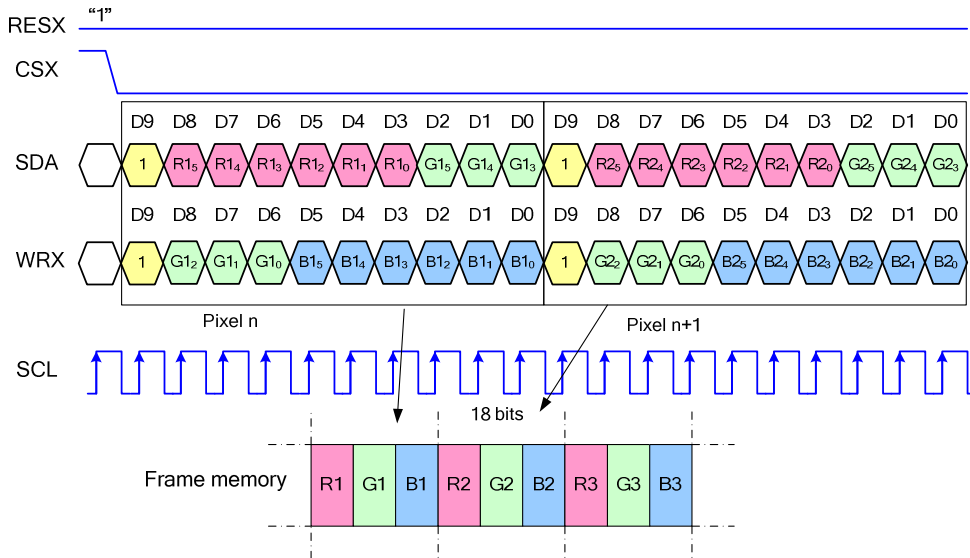 RESX “1”
CSX
D9 D8 D7 D6 D5 D4 D3 D2 D1 D0 D9 D8 D7 D6 D5 D4 D3 D2 D1 D0
SDA 1 R1₅ R1₄ R1₃ R1₂ R1₁ R1₀ G1₅ G1₄ G1₃ 1 R2₅ R2₄ R2₃ R2₂ R2₁ R2₀ G2₅ G2₄ G2₃
D9 D8 D7 D6 D5 D4 D3 D2 D1 D0 D9 D8 D7 D6 D5 D4 D3 D2 D1 D0
WRX 1 G1₂ G1₁ G1₀ B1₅ B1₄ B1₃ B1₂ B1₁ B1₀ 1 G2₂ G2₁ G2₀ B2₅ B2₄ B2₃ B2₂ B2₁ B2₀
Pixel n Pixel n+1
SCL
18 bits
Frame memory R1 G1 B1 R2 G2 B2 R3 G3 B3